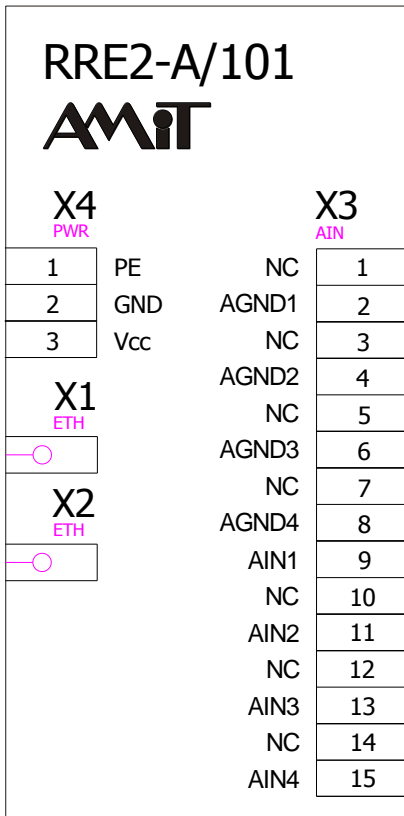 RRE2-A/101
AMiT
X4
PWR
1 PE
2 GND
3 Vcc
X1
ETH
X2
ETH
X3
AIN
NC 1
AGND1 2
NC 3
AGND2 4
NC 5
AGND3 6
NC 7
AGND4 8
AIN1 9
NC 10
AIN2 11
NC 12
AIN3 13
NC 14
AIN4 15